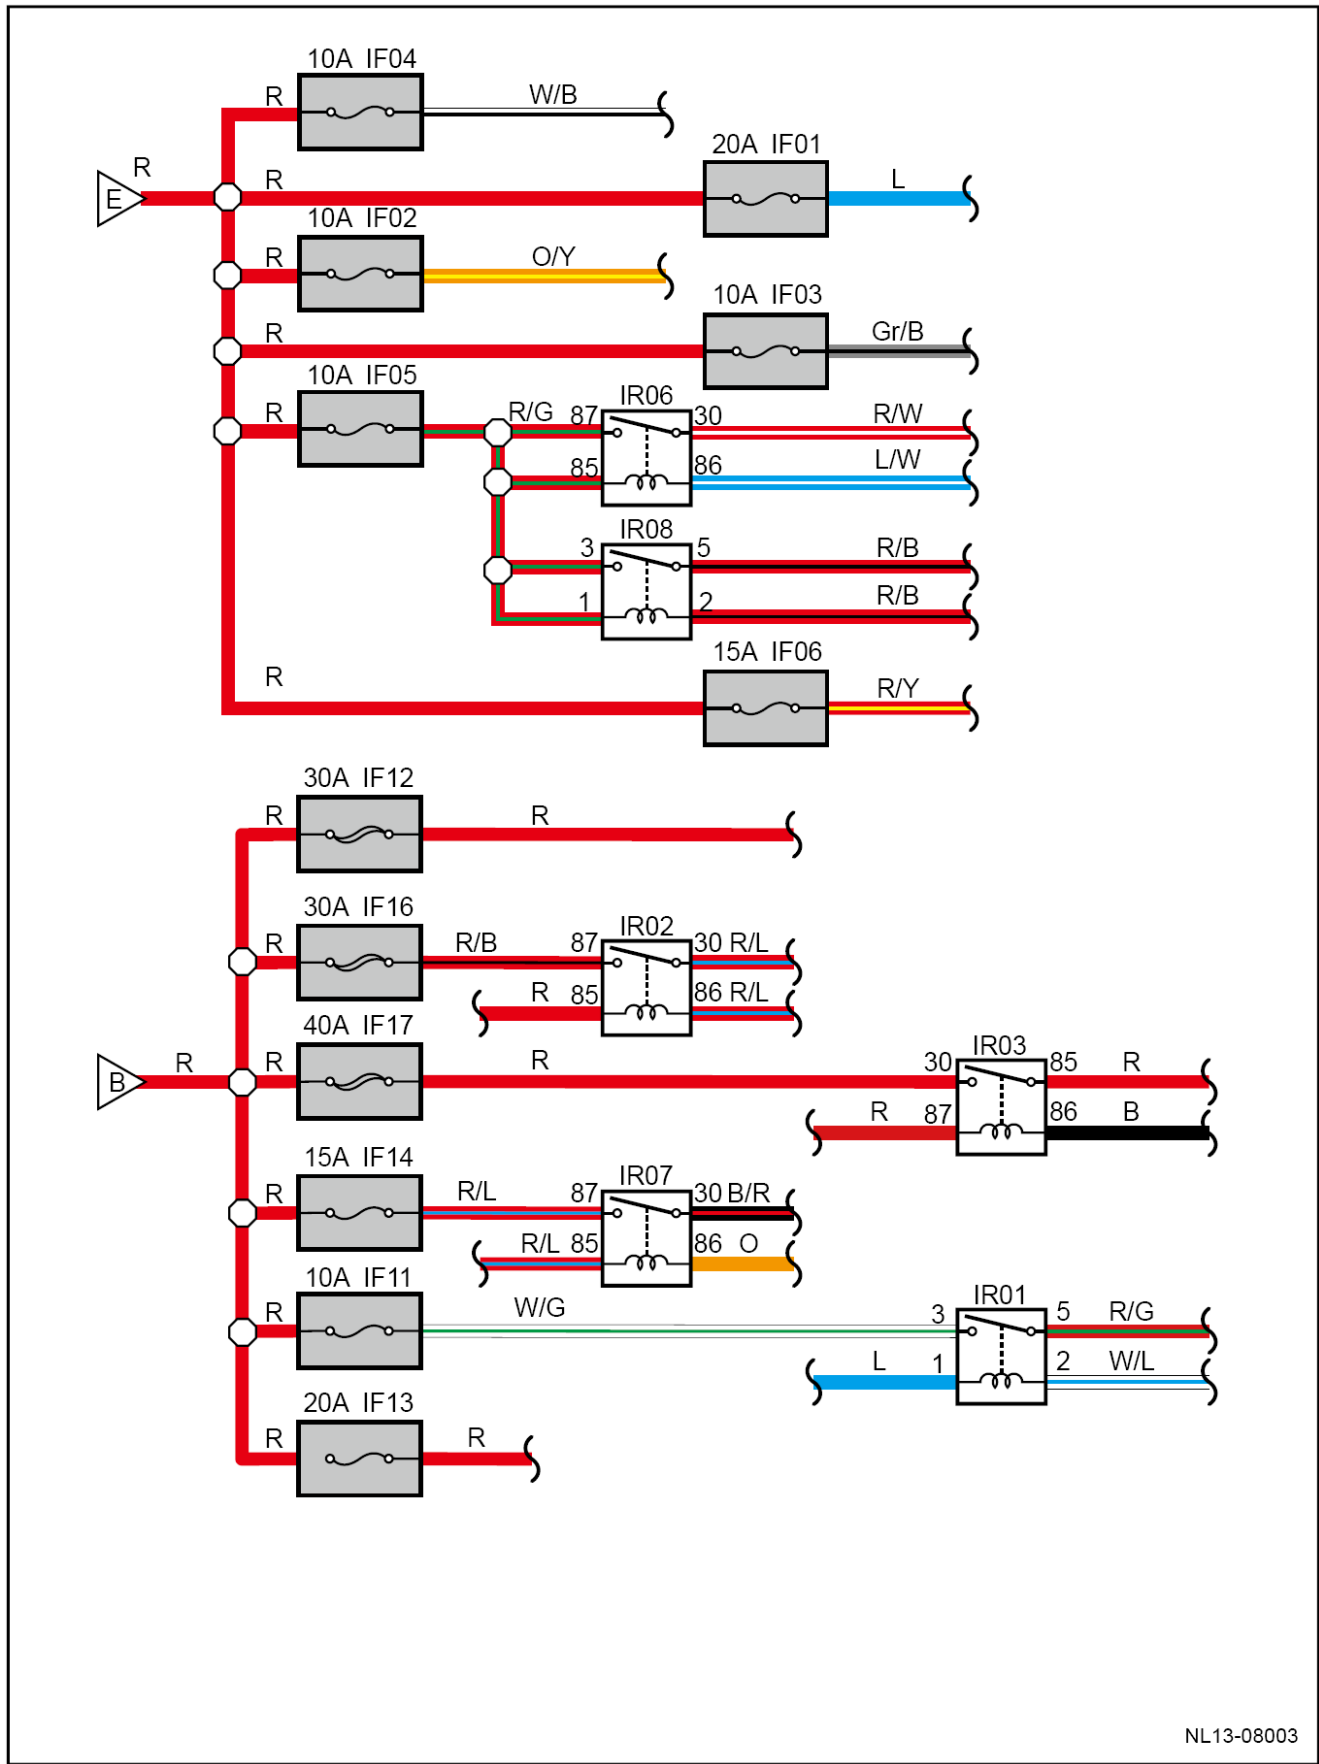 10A IF04
R
W/B
20A IF01
R
E
R
L
10A IF02
R
O/Y
10A IF03
R
Gr/B
10A IF05
R
R/G
IR06
87
30
R/W
85
86
L/W
IR08
3
5
R/B
1
2
R/B
15A IF06
R
R/Y
30A IF12
R
R
30A IF16
R
R/B
IR02
87
30 R/L
R
85
86 R/L
40A IF17
B
R
R
R
IR03
30
85
R
R
87
86
B
15A IF14
R
R/L
IR07
87
30 B/R
R/L
85
86 O
10A IF11
R
W/G
IR01
3
5
R/G
L
1
2
W/L
20A IF13
R
R
NL13-08003